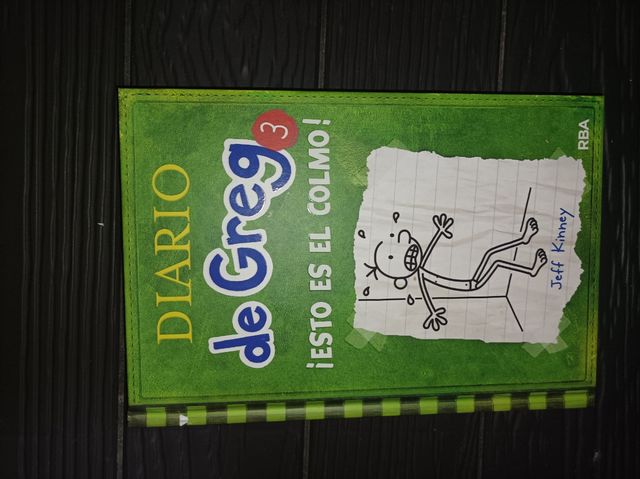 DIARIO
de Greg
3
¡ESTO ES EL COLMO!
Jeff Kinney
RBA